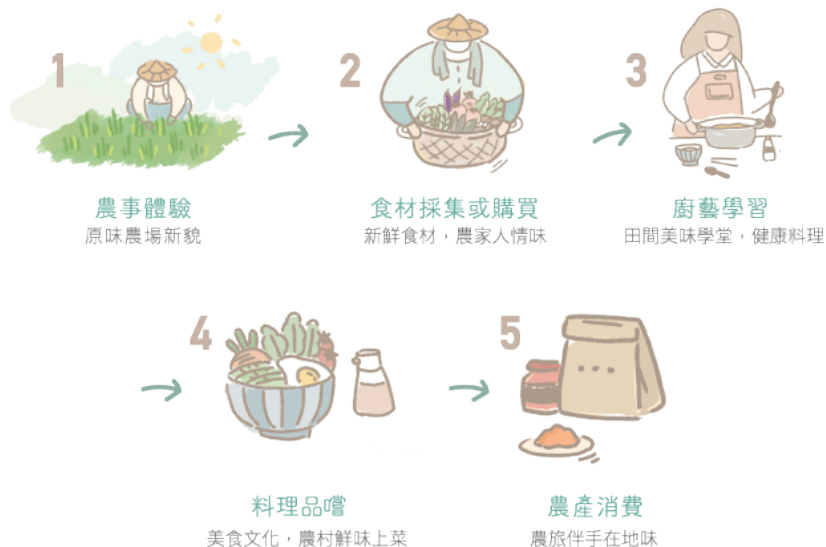 1
農事體驗
原味農場新貌
2
食材採集或購買
新鮮食材，農家人情味
3
廚藝學習
田間美味學堂，健康料理
4
料理品嚐
美食文化，農村鮮味上菜
5
農產消費
農旅伴手在地味